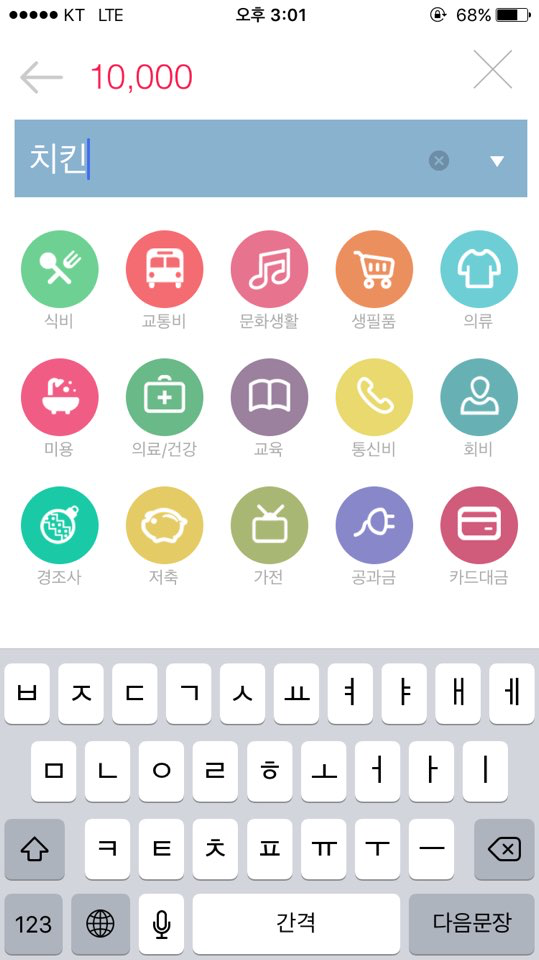 KT LTE 오후 3:01 68%
10,000
치킨
식비 교통비 문화생활 생필품 의류
미용 의료/건강 교육 통신비 회비
경조사 저축 가전 공과금 카드대금
ㅂ ㅈ ㄷ ㄱ ㅅ ㅛ ㅕ ㅑ ㅐ ㅔ
ㅁ ㄴ ㅇ ㄹ ㅎ ㅗ ㅓ ㅏ ㅣ
ㅋ ㅌ ㅊ ㅍ ㅠ ㅜ ㅡ
123 간격 다음문장